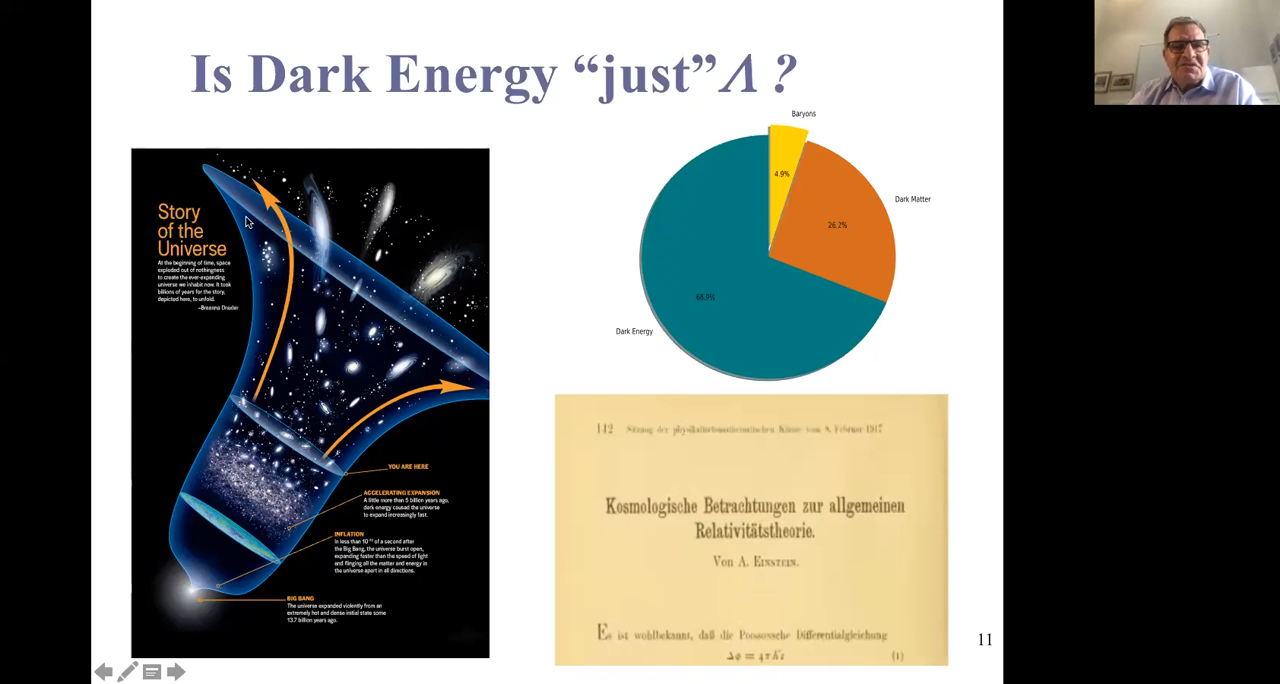 Is Dark Energy “just” Λ ?
Story
of the
Universe
At the beginning of time, space
exploded out of nothingness
to create the ever-expanding
universe we inhabit now. It took
billions of years for the story,
depicted here, to unfold.
YOU ARE HERE
ACCELERATING EXPANSION
A little more than 5 billion years ago,
dark energy caused the universe
to expand increasingly fast.
INFLATION
In less than 10 of a second after
the Big Bang, the universe burst open,
expanding faster than the speed of light
and flinging all the matter and energy in
the universe apart in all directions.
BIG BANG
The universe expanded violently from an
extremely hot and dense initial state some
13.7 billion years ago.
Baryons
4.9%
Dark Matter
26.2%
68.9%
Dark Energy
142 Sitzung der physikalisch-mathematischen Klasse vom 8. Februar 1917
Kosmologische Betrachtungen zur allgemeinen
Relativitätstheorie.
Von A. Einstein.
Es ist wohlbekannt, daß die Poissonsche Differentialgleichung
(1)
11